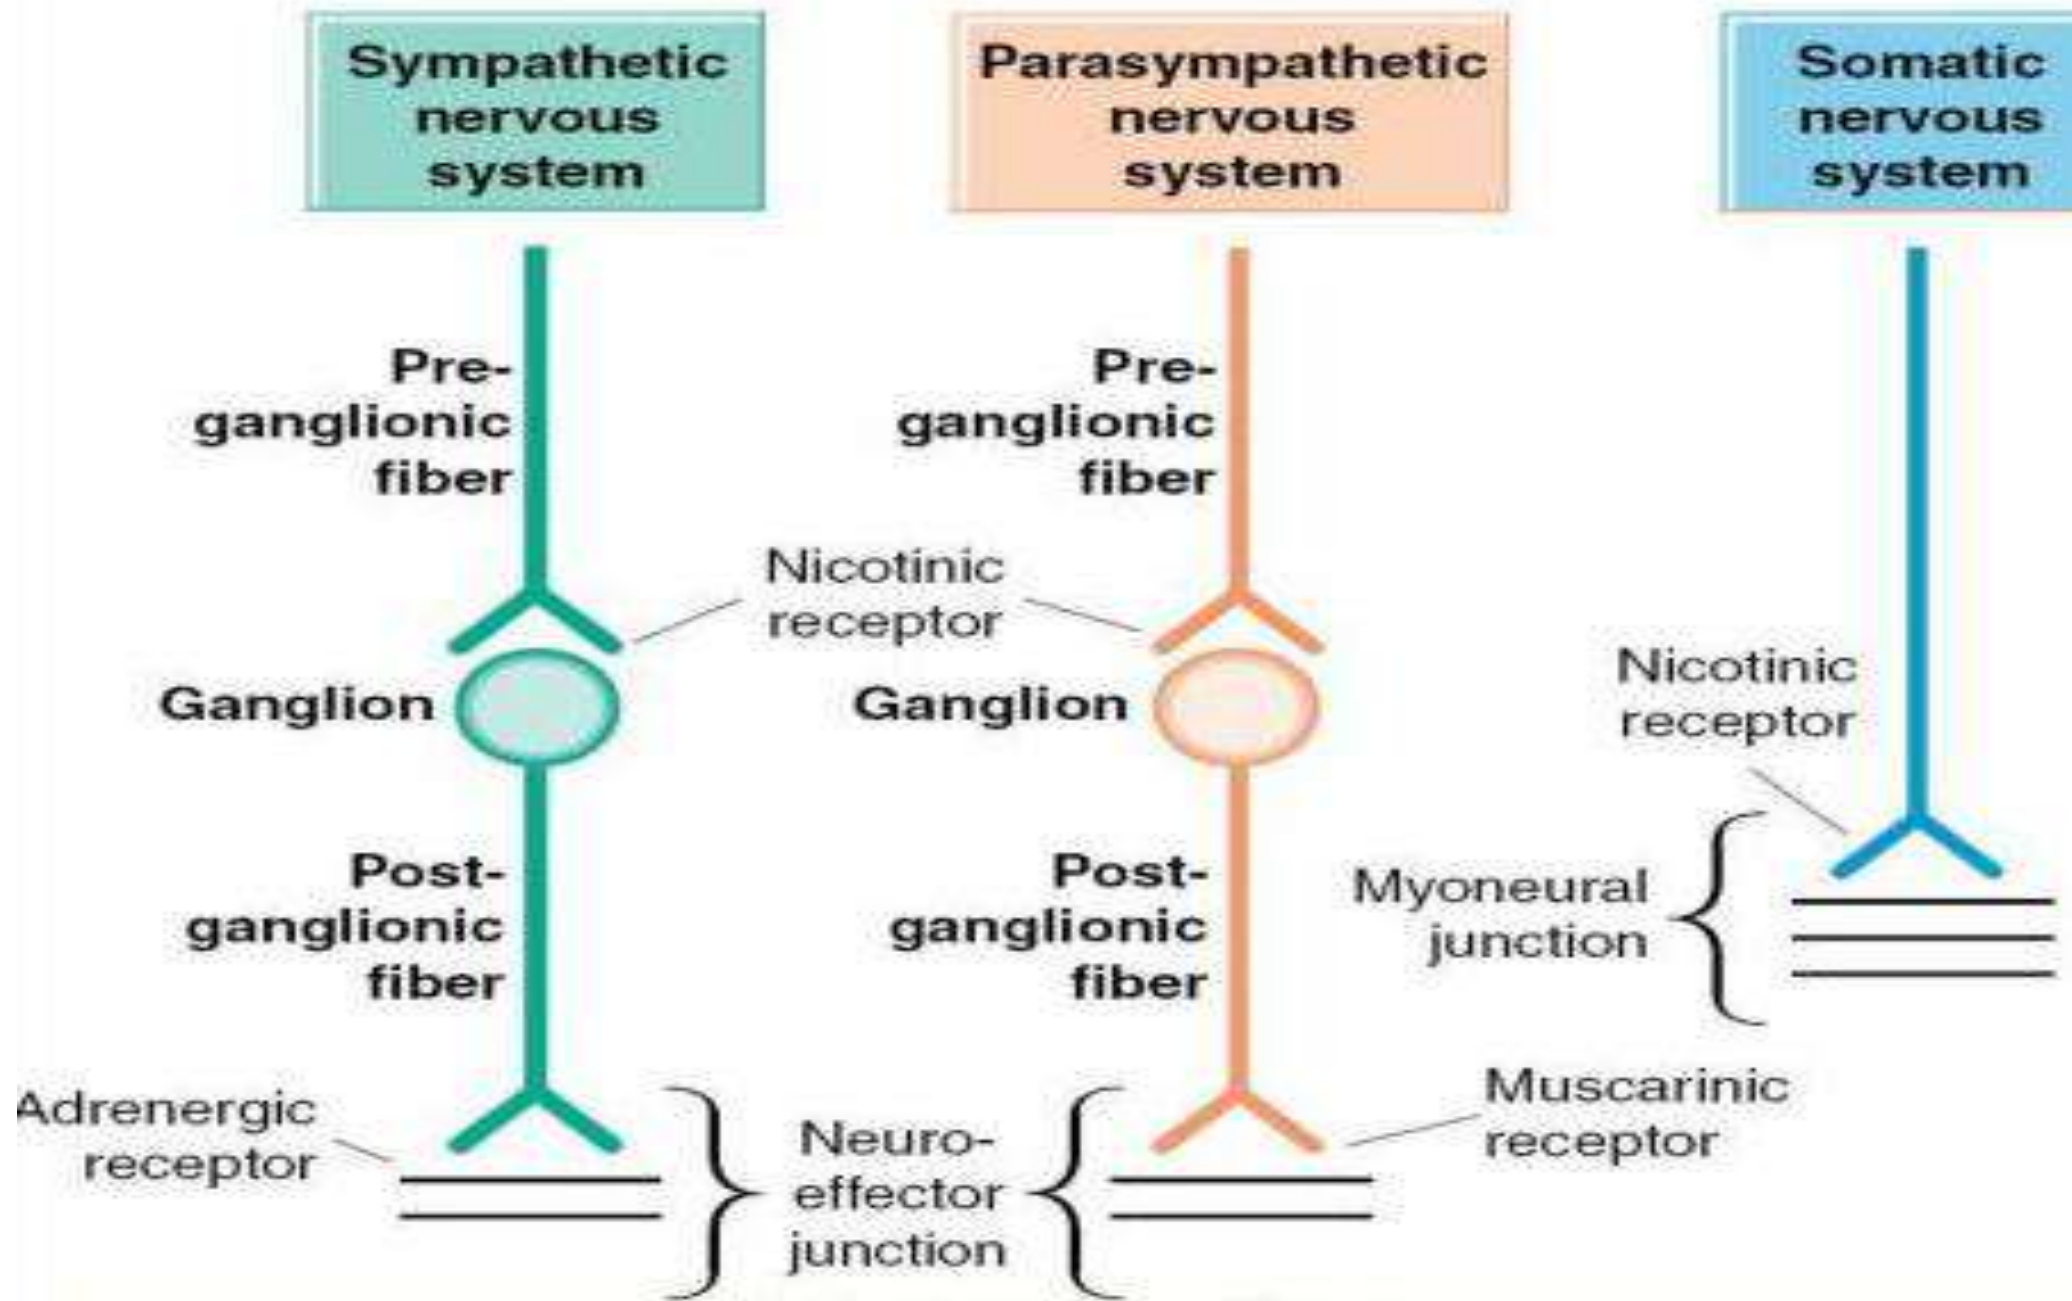 Sympathetic
nervous
system
Parasympathetic
nervous
system
Somatic
nervous
system
Pre-
ganglionic
fiber
Pre-
ganglionic
fiber
Nicotinic
receptor
Nicotinic
receptor
Ganglion
Ganglion
Post-
ganglionic
fiber
Post-
ganglionic
fiber
Myoneural
junction
Adrenergic
receptor
Neuro-
effector
junction
Muscarinic
receptor